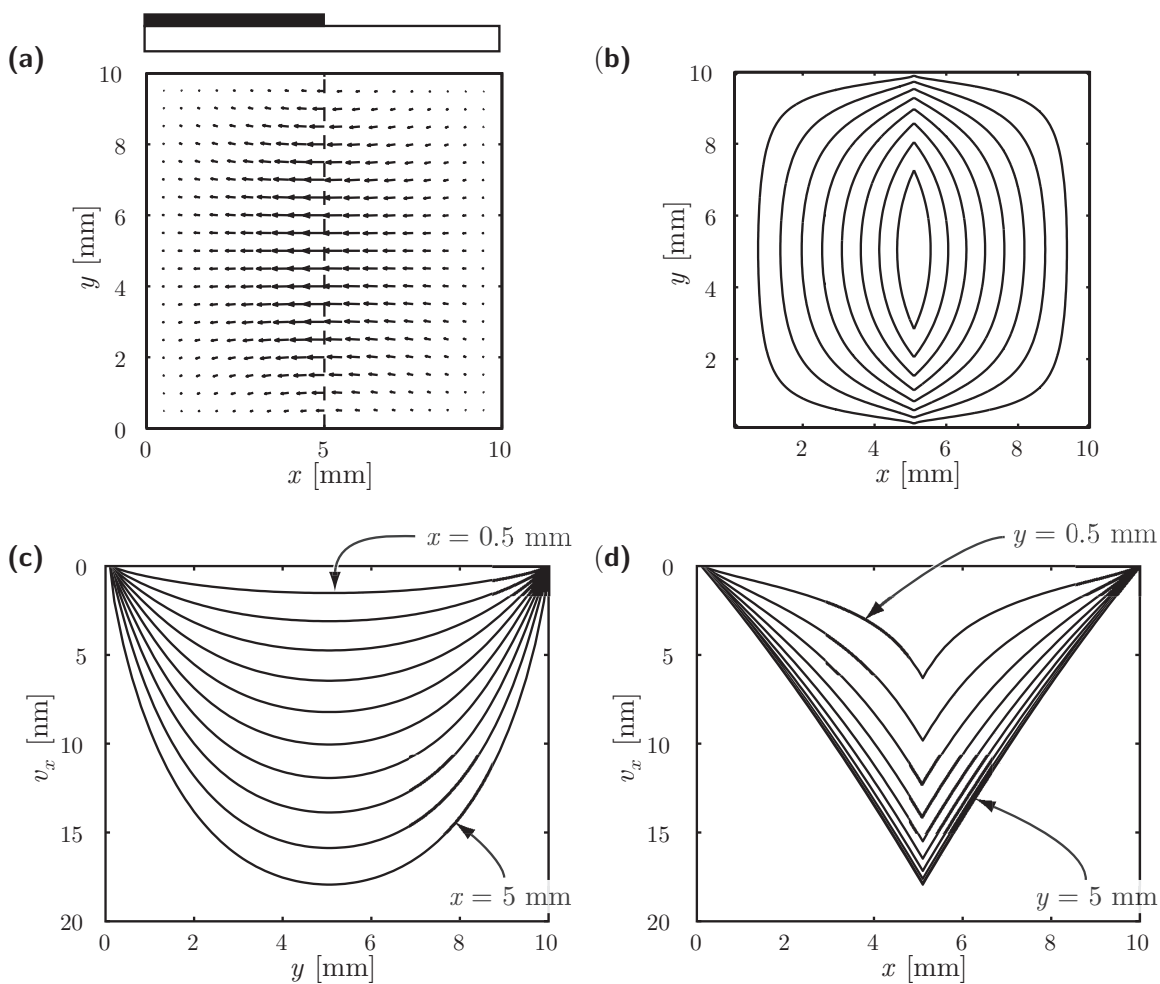 (a)
10
8
6
4
2
0
y [mm]
0 5 10
x [mm]
(b)
10
8
6
4
2
y [mm]
2 4 6 8 10
x [mm]
(c)
x = 0.5 mm
0
5
10
15
20
v_x [nm]
x = 5 mm
0 2 4 6 8 10
y [mm]
(d)
y = 0.5 mm
0
5
10
15
20
v_x [nm]
y = 5 mm
0 2 4 6 8 10
x [mm]